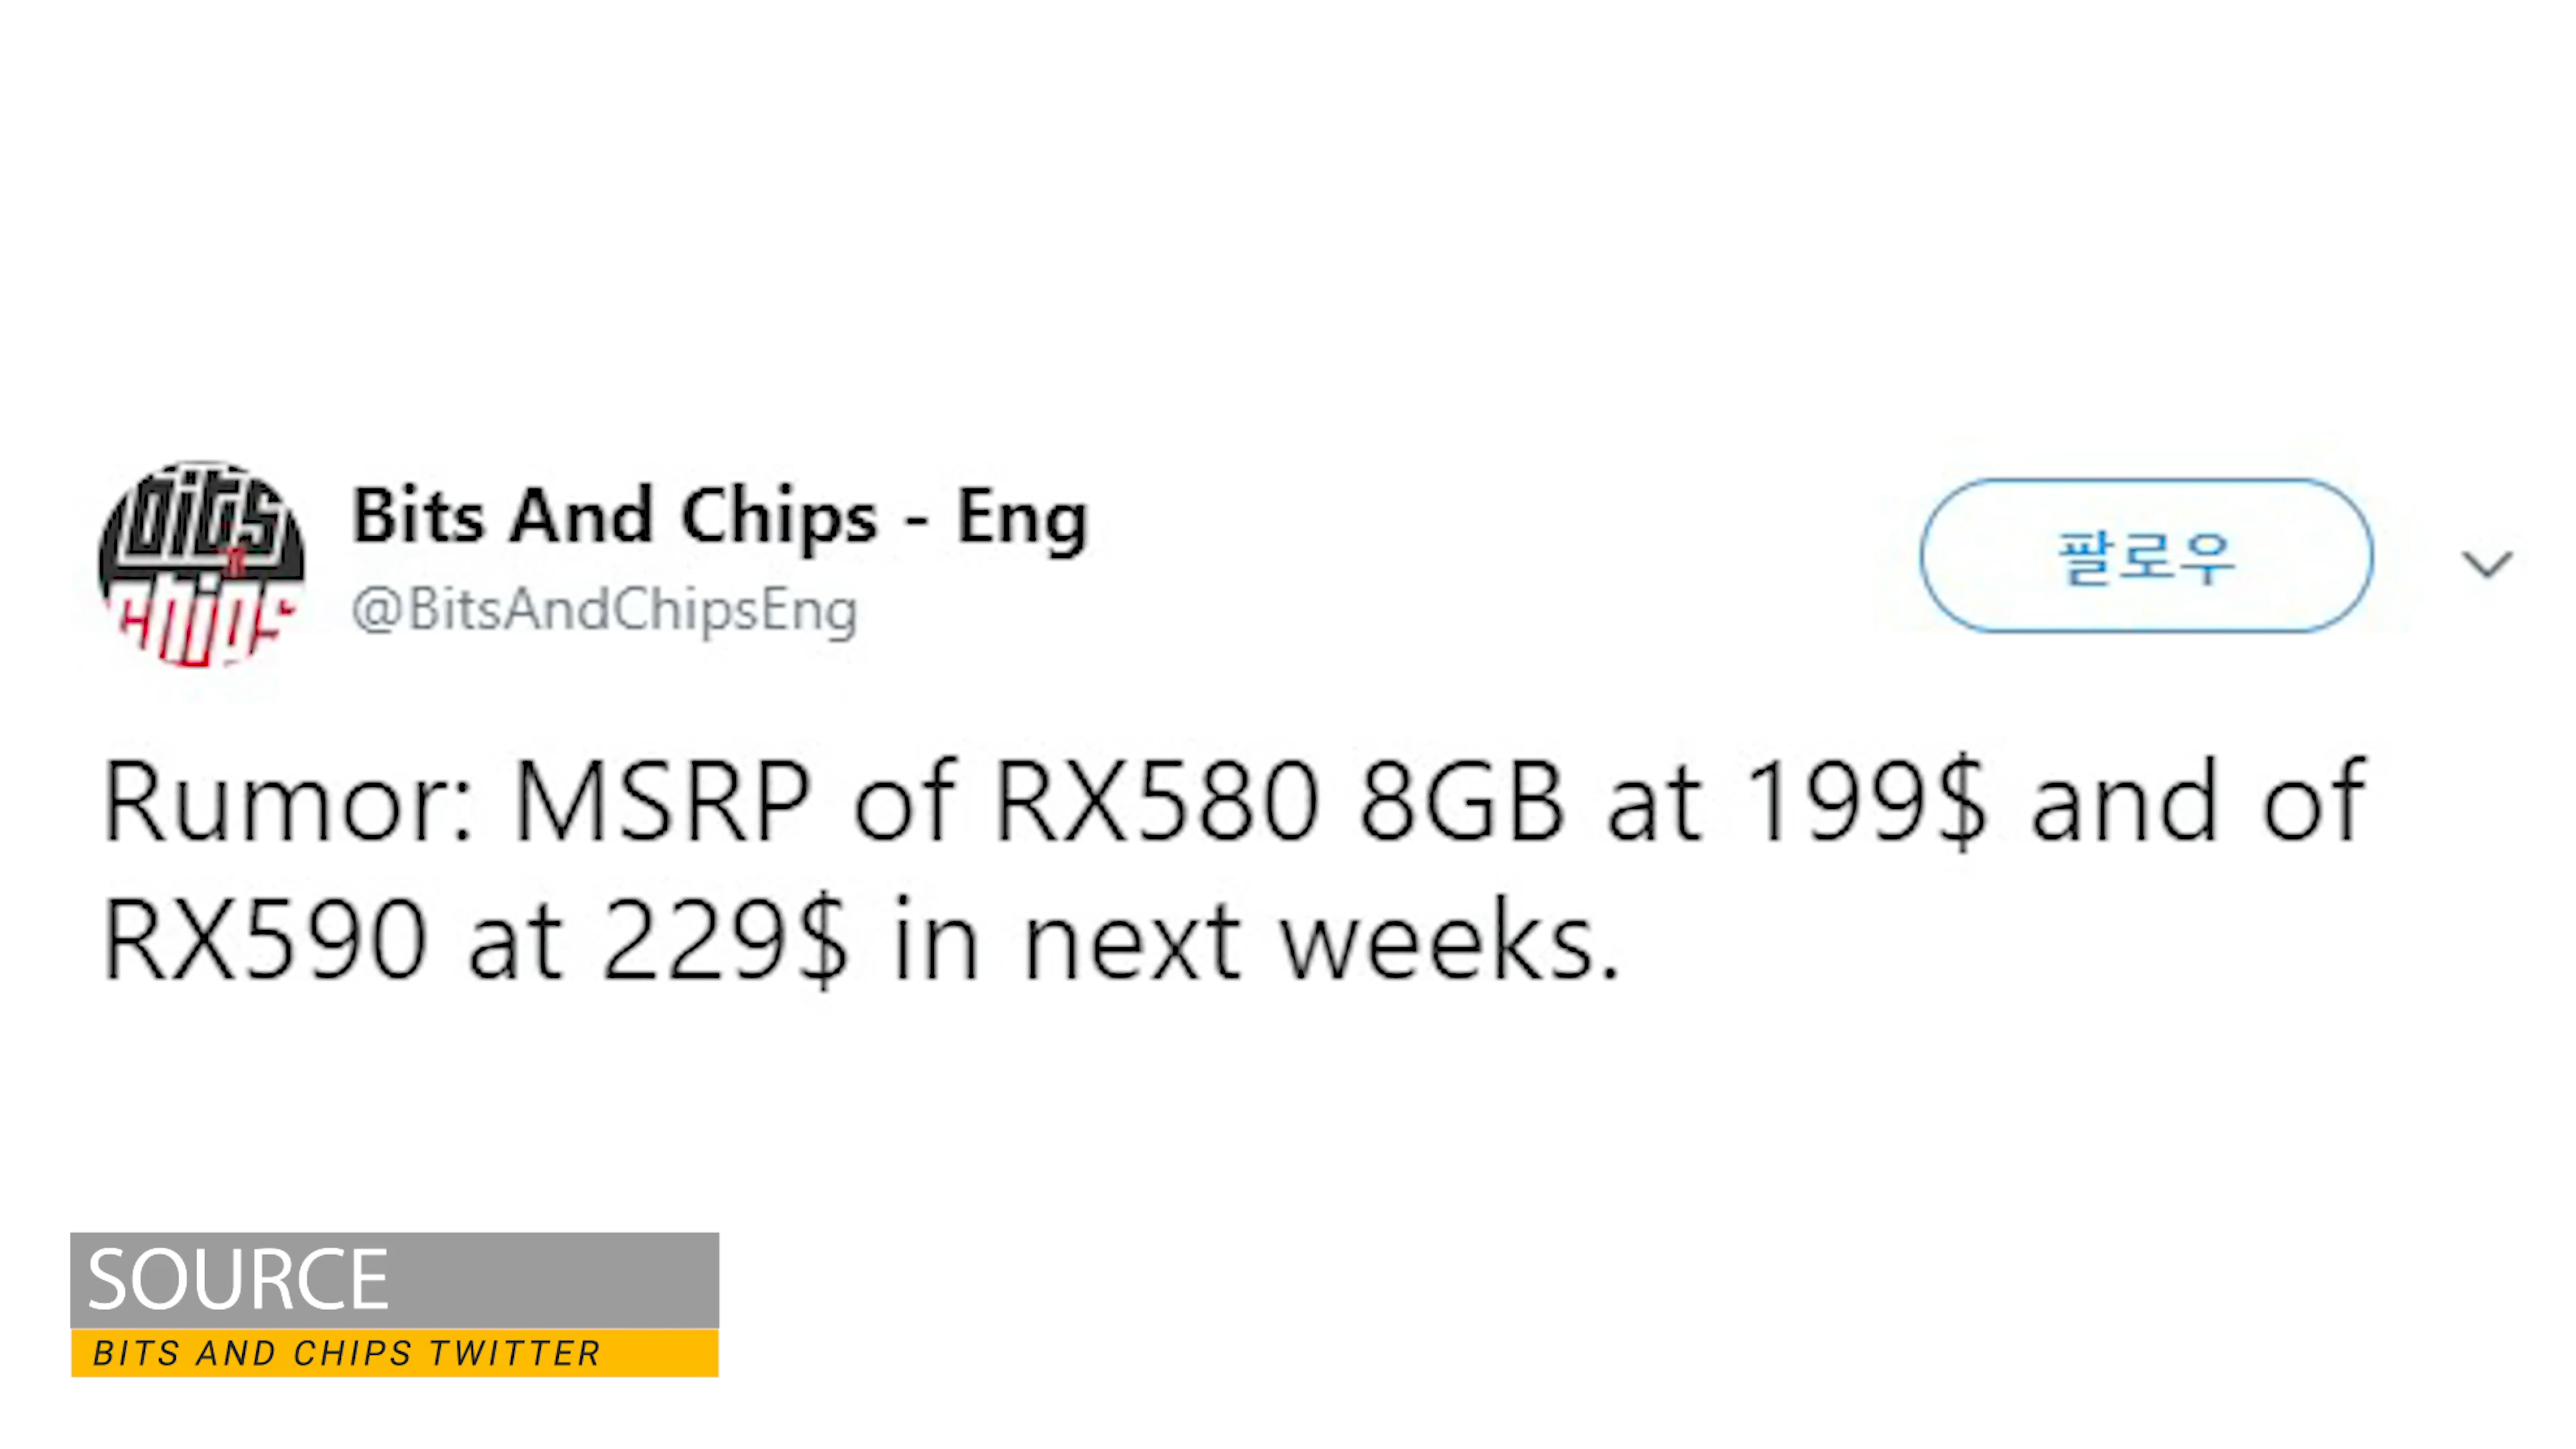 bits
Bits And Chips - Eng
@BitsAndChipsEng
팔로우
Rumor: MSRP of RX580 8GB at 199$ and of
RX590 at 229$ in next weeks.
SOURCE
BITS AND CHIPS TWITTER